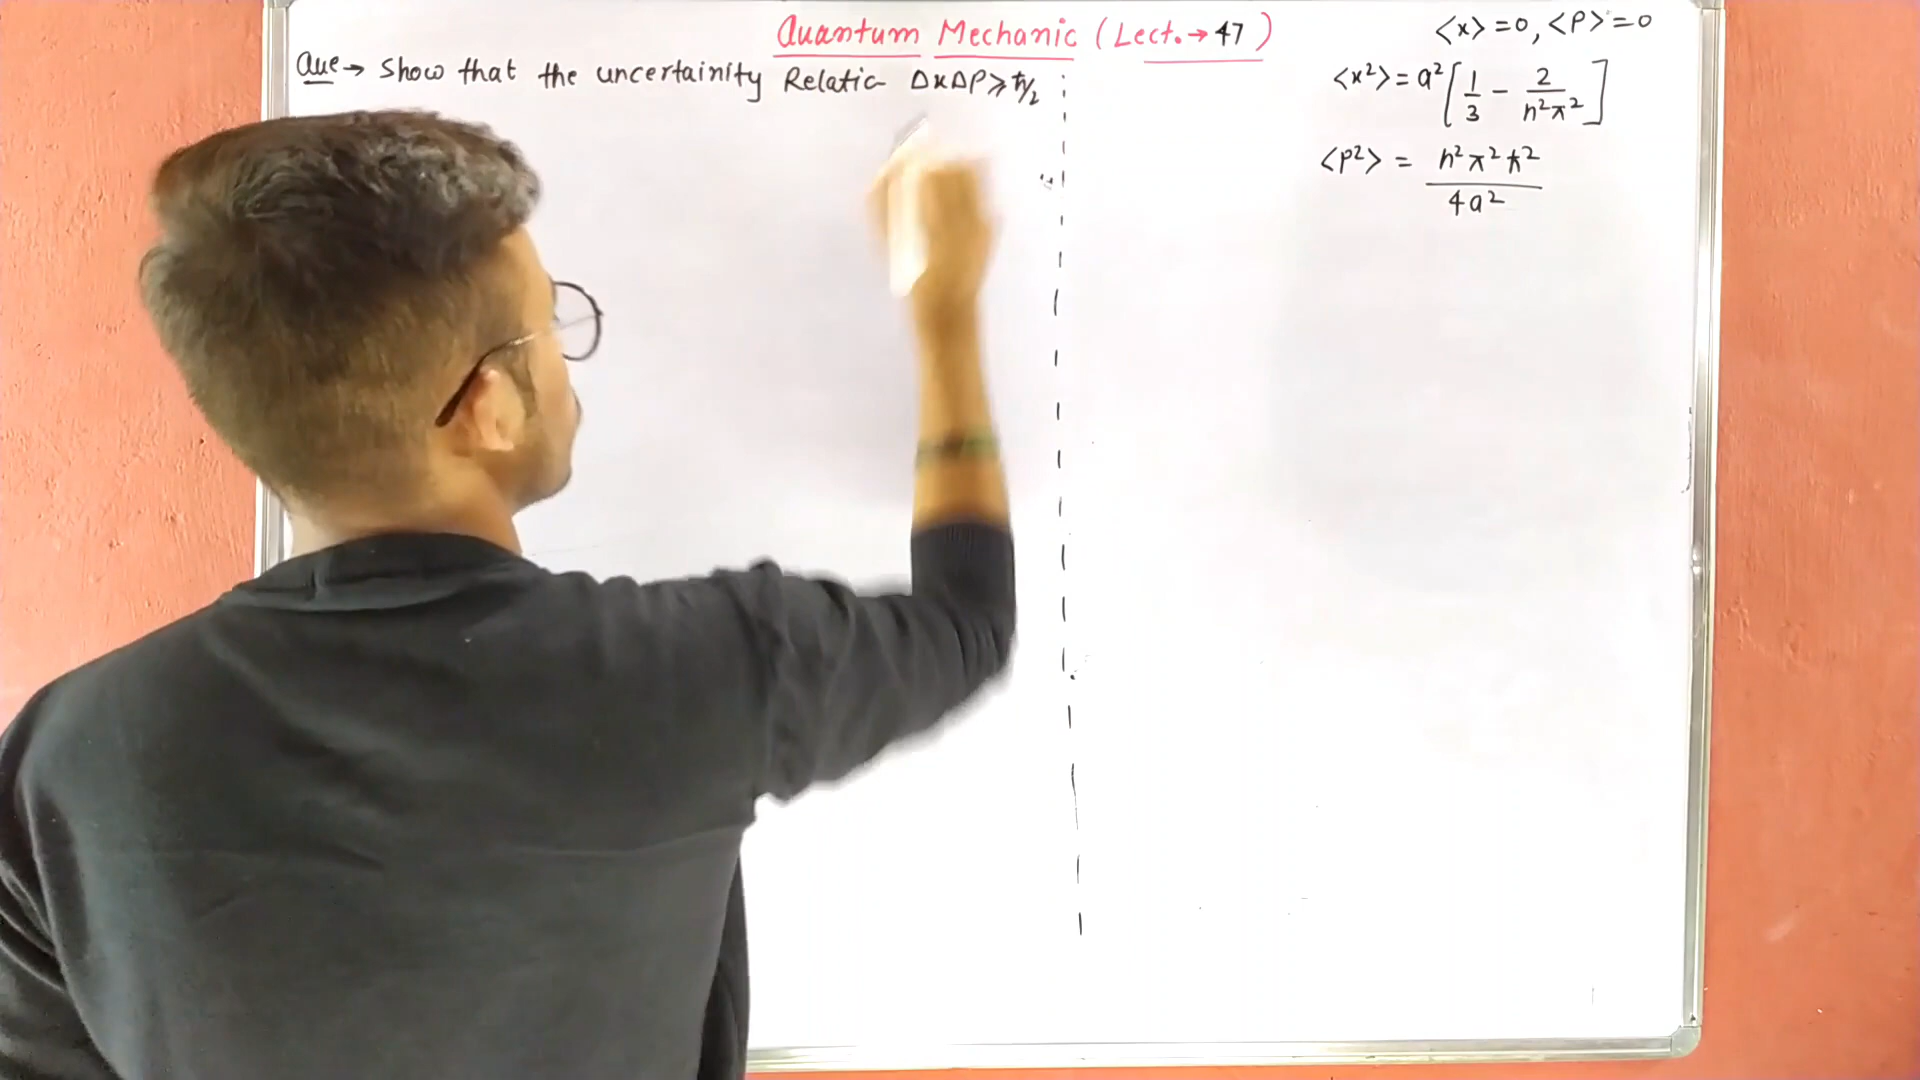 Quantum Mechanic (Lect.→47)
Que→ Show that the uncertainity Relatic ΔxΔP⩾ħ/2
<x> =0, <P> =0
<x²> = a² [1/3 - 2/n²π²]
<P²> = n²π²ħ²/4a²